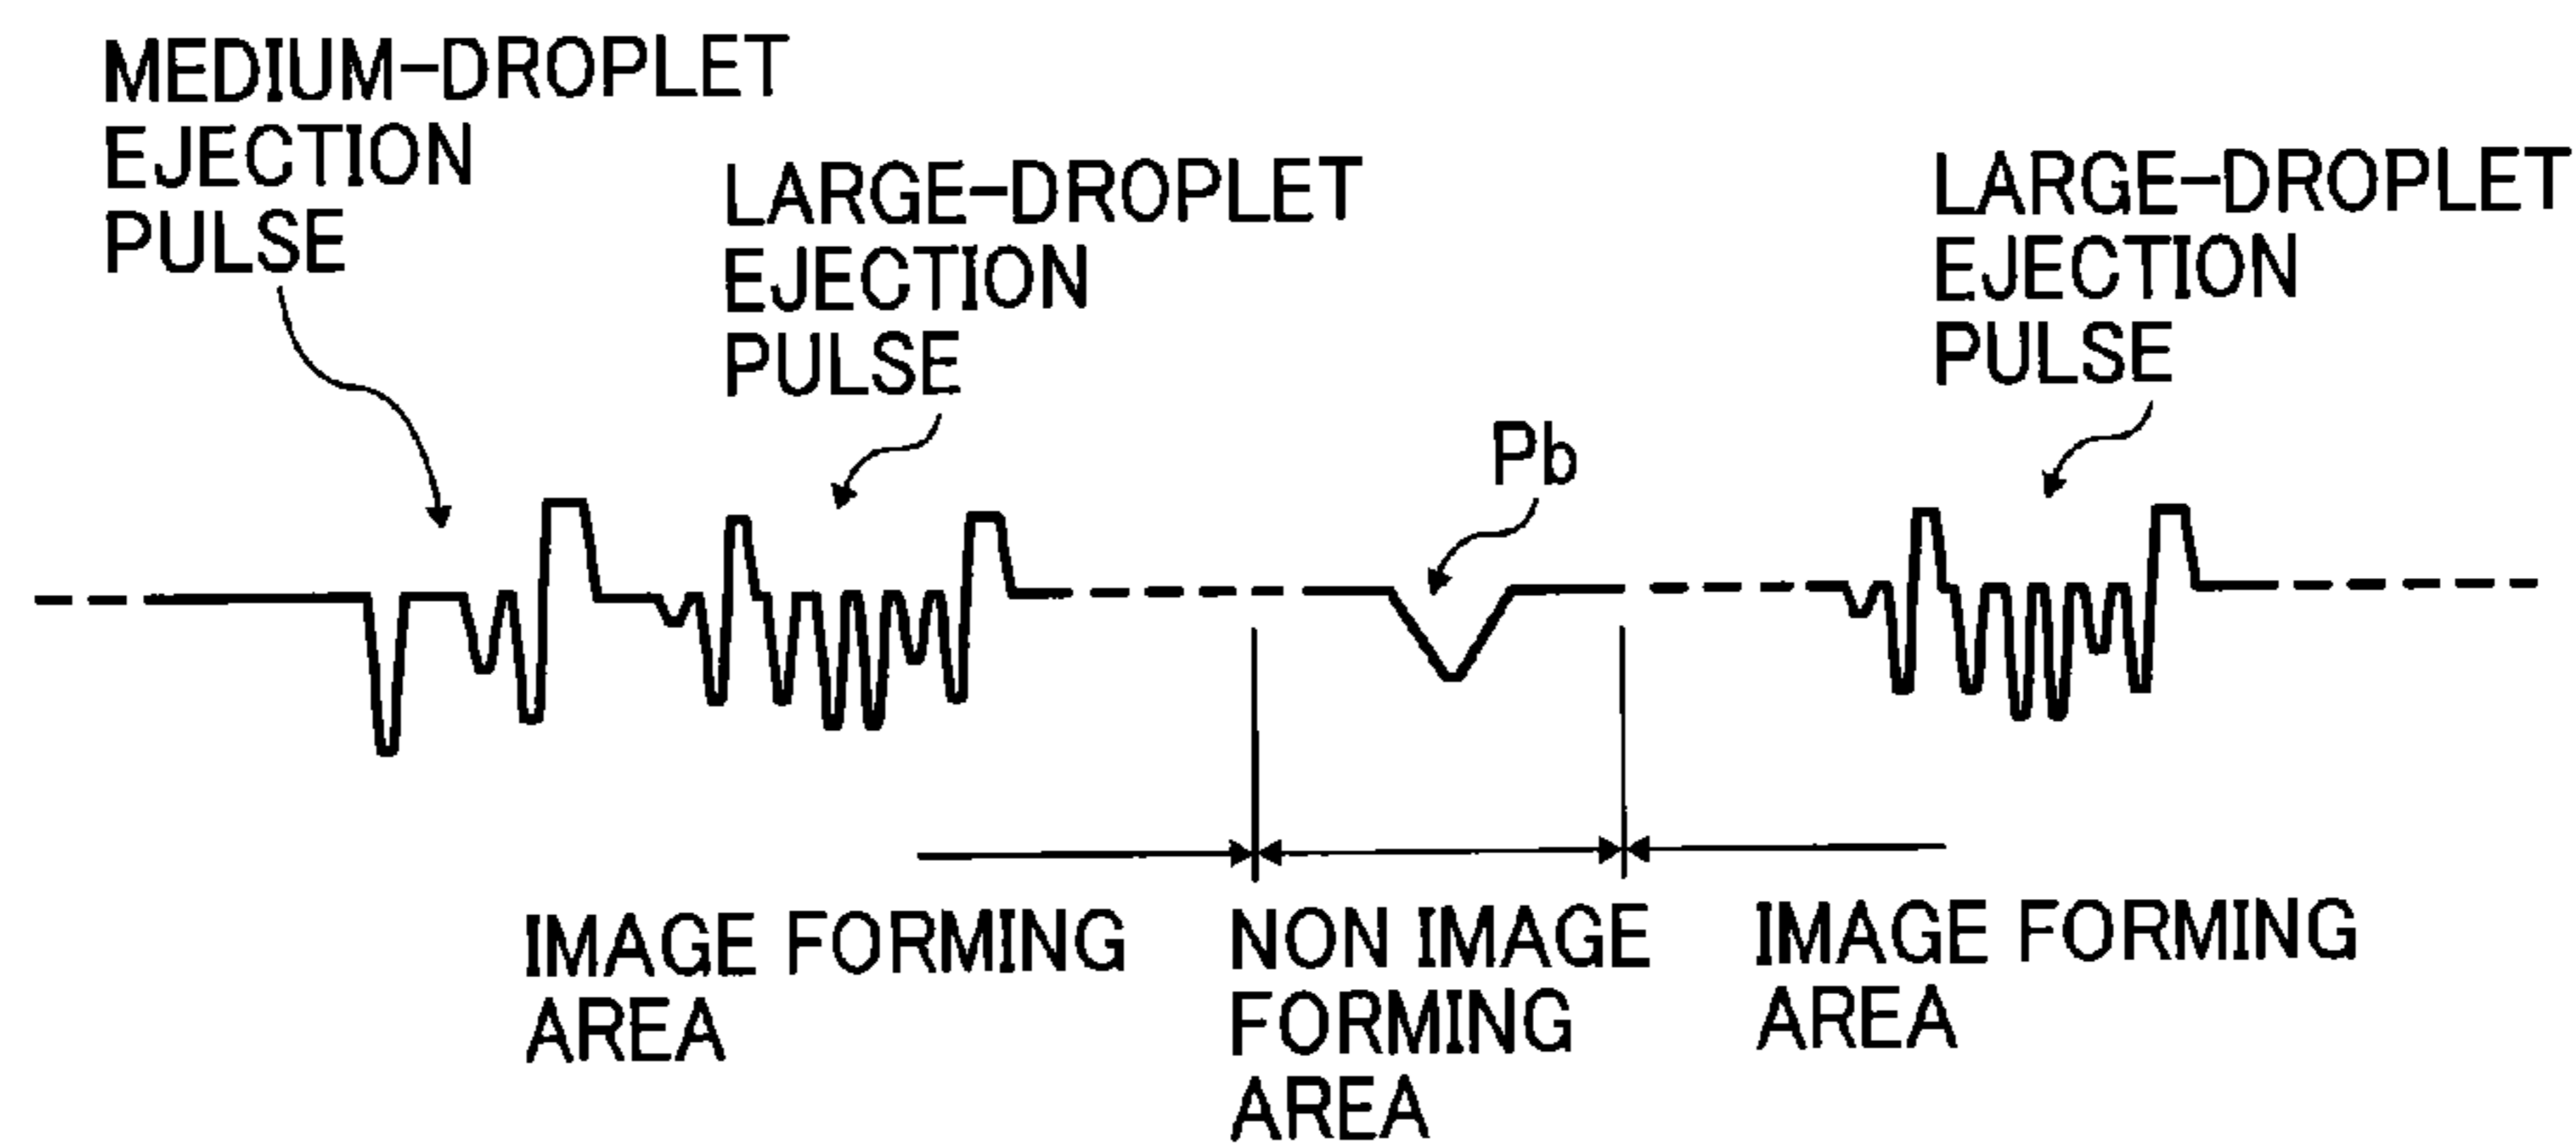 MEDIUM-DROPLET
EJECTION
PULSE
LARGE-DROPLET
EJECTION
PULSE
Pb
LARGE-DROPLET
EJECTION
PULSE
IMAGE FORMING
AREA
NON IMAGE
FORMING
AREA
IMAGE FORMING
AREA